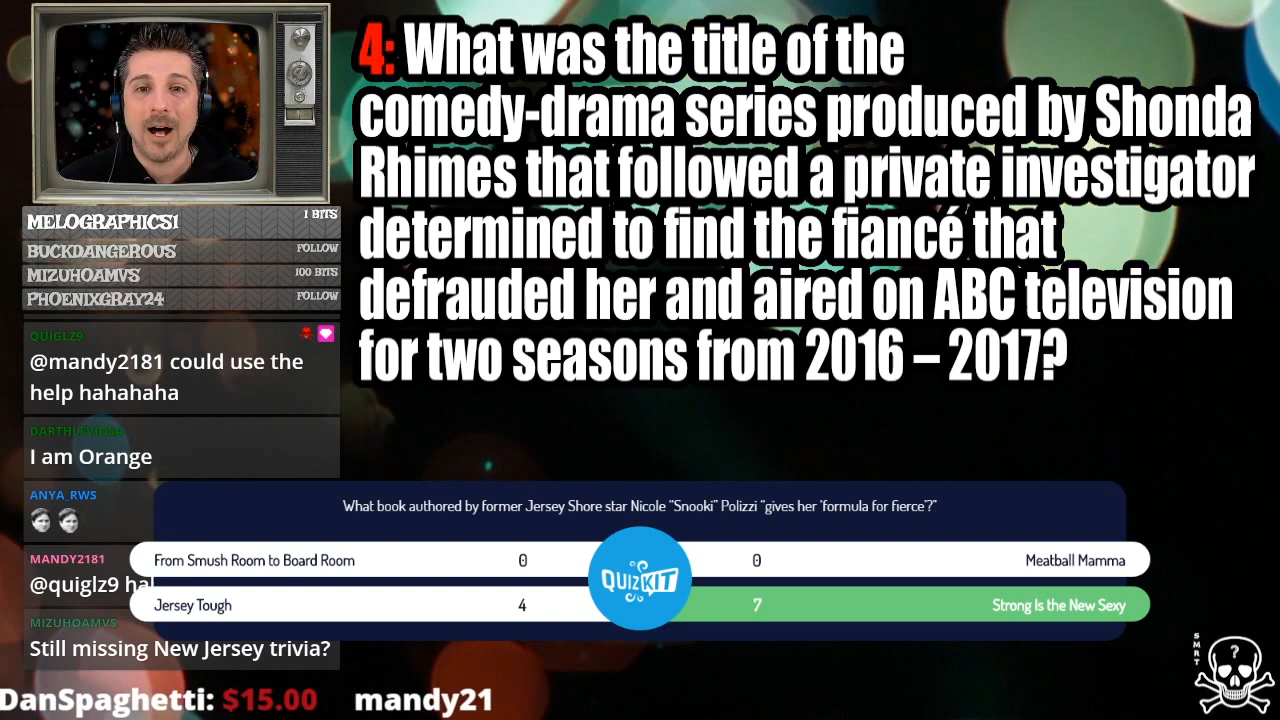 4: What was the title of the
comedy-drama series produced by Shonda
Rhimes that followed a private investigator
determined to find the fiancé that
defrauded her and aired on ABC television
for two seasons from 2016 – 2017?
MELOGRAPHICS1 1 BITS
BUCKDANGEROUS FOLLOW
MIZUHOAMVS 100 BITS
PHOENIXGRAY24 FOLLOW
QUIGLZ9
@mandy2181 could use the
help hahahaha
DARTHLEVIOSA
I am Orange
ANYA_RWS
MANDY2181
@quiglz9 hal
MIZUHOAMVS
Still missing New Jersey trivia?
What book authored by former Jersey Shore star Nicole “Snooki” Polizzi “gives her ‘formula for fierce’?”
From Smush Room to Board Room 0
0 Meatball Mamma
Jersey Tough 4
7 Strong Is the New Sexy
QUIZKIT
SMRT
?
DanSpaghetti: $15.00 mandy21